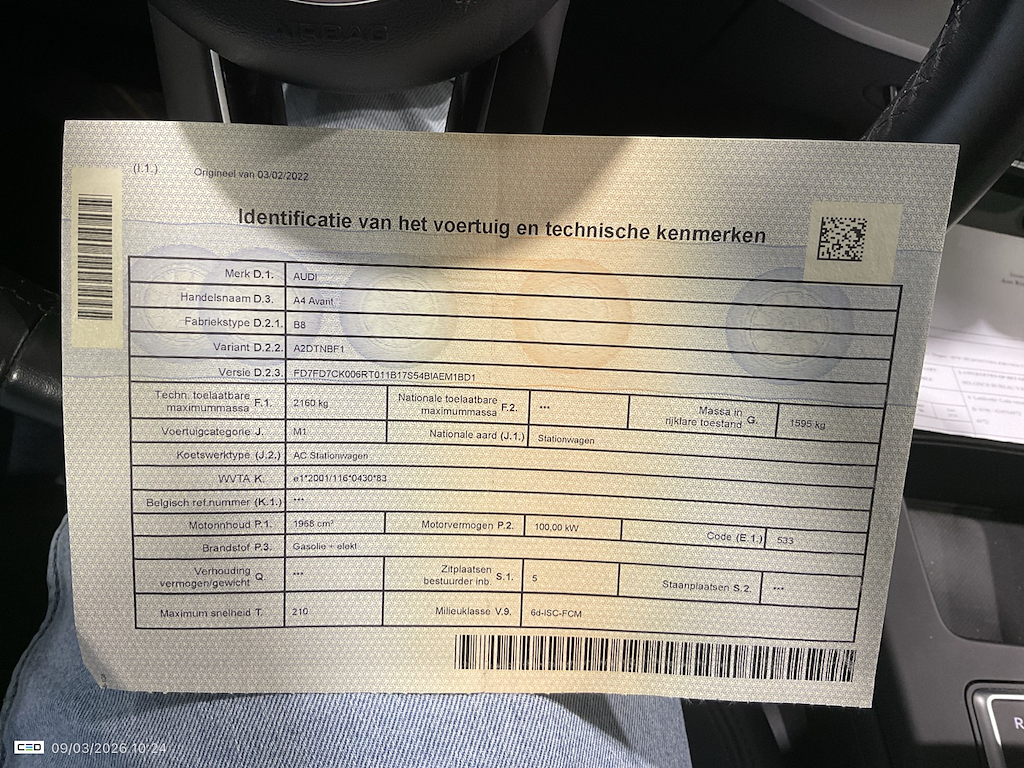 AIRBAG
(I.1.) Origineel van 03/02/2022
Identificatie van het voertuig en technische kenmerken
Merk D.1. AUDI
Handelsnaam D.3. A4 Avant
Fabriekstype D.2.1. B8
Variant D.2.2. A2DTNBF1
Versie D.2.3. FD7FD7CK006RT011B17S54BIAEM1BD1
Techn. toelaatbare maximummassa F.1. 2160 kg Nationale toelaatbare maximummassa F.2. *** Massa in rijklare toestand G. 1595 kg
Voertuigcategorie J. M1 Nationale aard (J.1.) Stationwagen
Koetswerktype (J.2.) AC Stationwagen
WVTA K. e1*2001/116*0430*83
Belgisch ref.nummer (K.1.) ***
Motorinhoud P.1. 1968 cm³ Motorvermogen P.2. 100,00 kW Code (E.1.) 533
Brandstof P.3. Gasolie + elekt
Verhouding vermogen/gewicht Q. *** Zitplaatsen bestuurder inb. S.1. 5 Staanplaatsen S.2. ***
Maximum snelheid T. 210 Milieuklasse V.9. 6d-ISC-FCM
R
CEO 09/03/2026 10:24